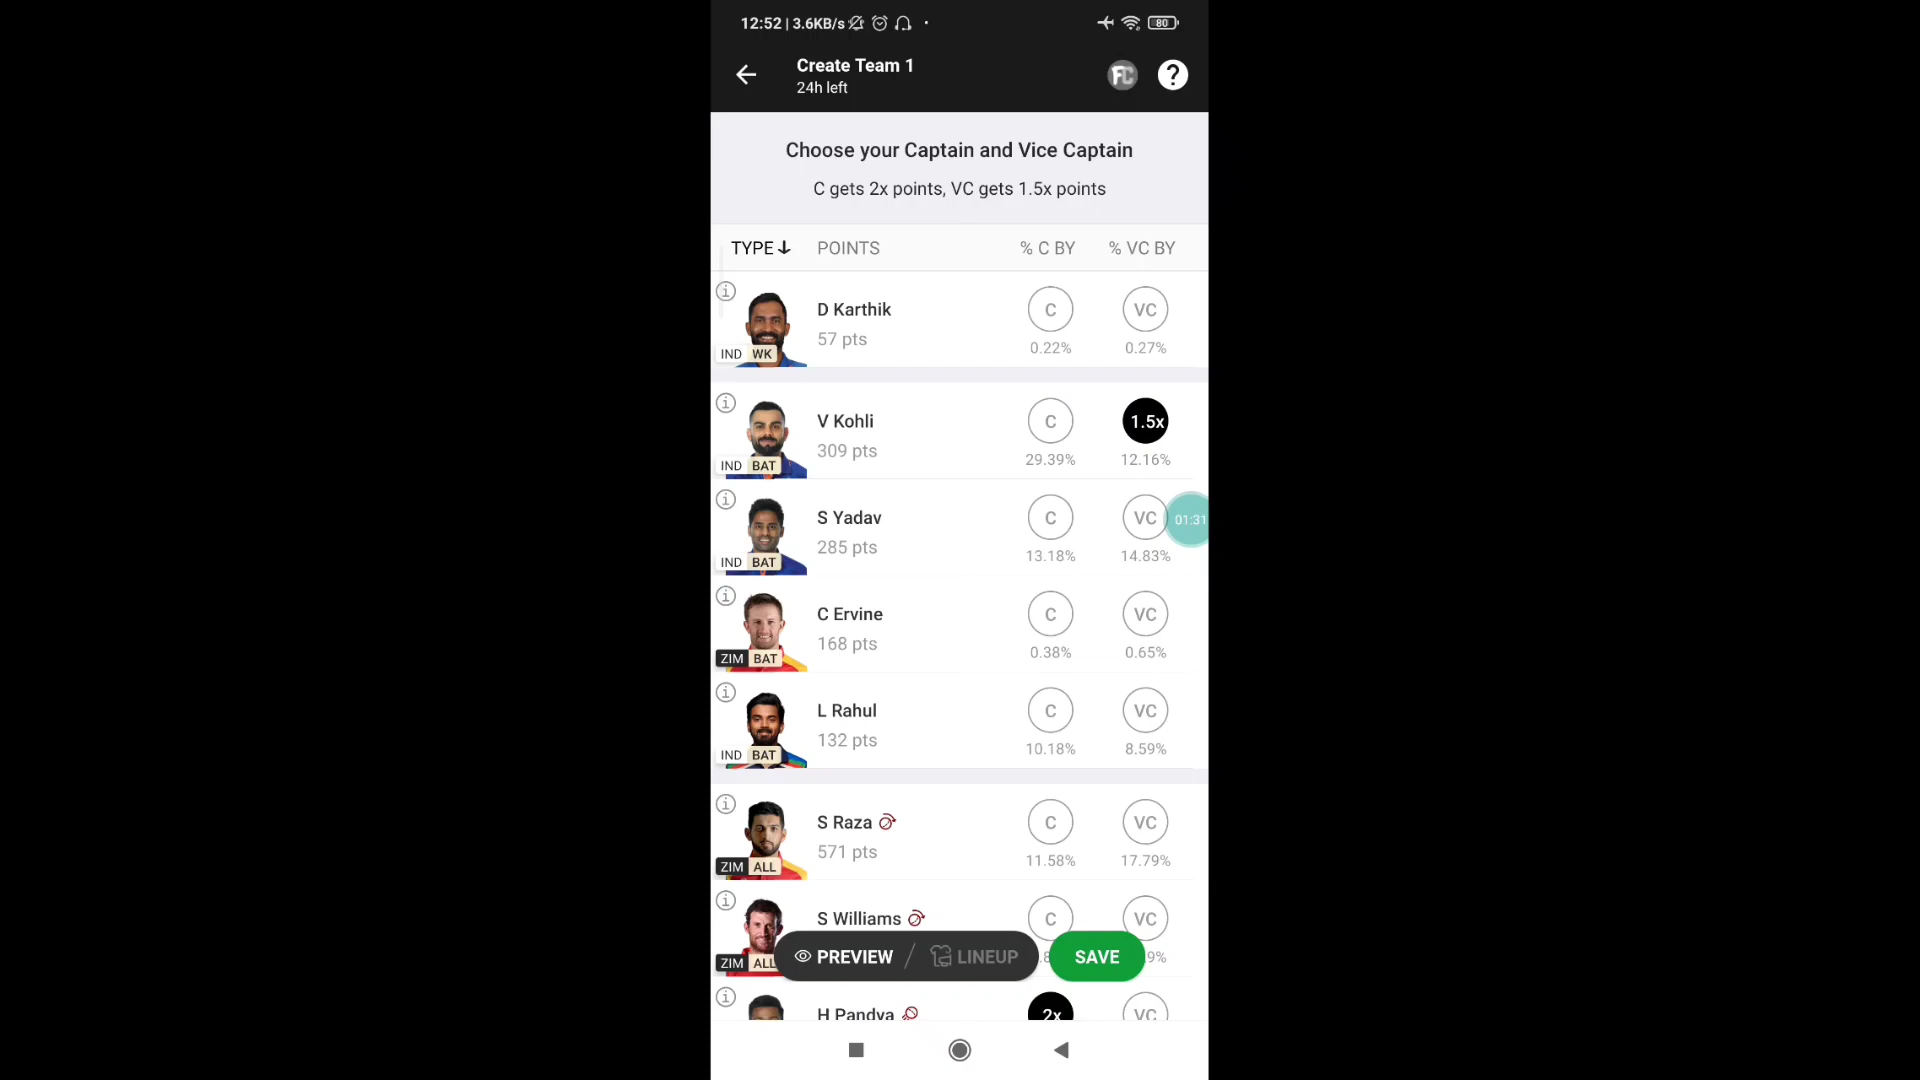 12:52 | 3.6KB/s
80
Create Team 1
24h left
FC
?
Choose your Captain and Vice Captain
C gets 2x points, VC gets 1.5x points
TYPE POINTS % C BY % VC BY
D Karthik
57 pts
IND WK
C VC
0.22% 0.27%
V Kohli
309 pts
IND BAT
C 1.5x
29.39% 12.16%
S Yadav
285 pts
IND BAT
C VC
13.18% 14.83%
01:31
C Ervine
168 pts
ZIM BAT
C VC
0.38% 0.65%
L Rahul
132 pts
IND BAT
C VC
10.18% 8.59%
S Raza
571 pts
ZIM ALL
C VC
11.58% 17.79%
S Williams
ZIM ALL
C VC
PREVIEW / LINEUP SAVE
H Pandya
2x VC